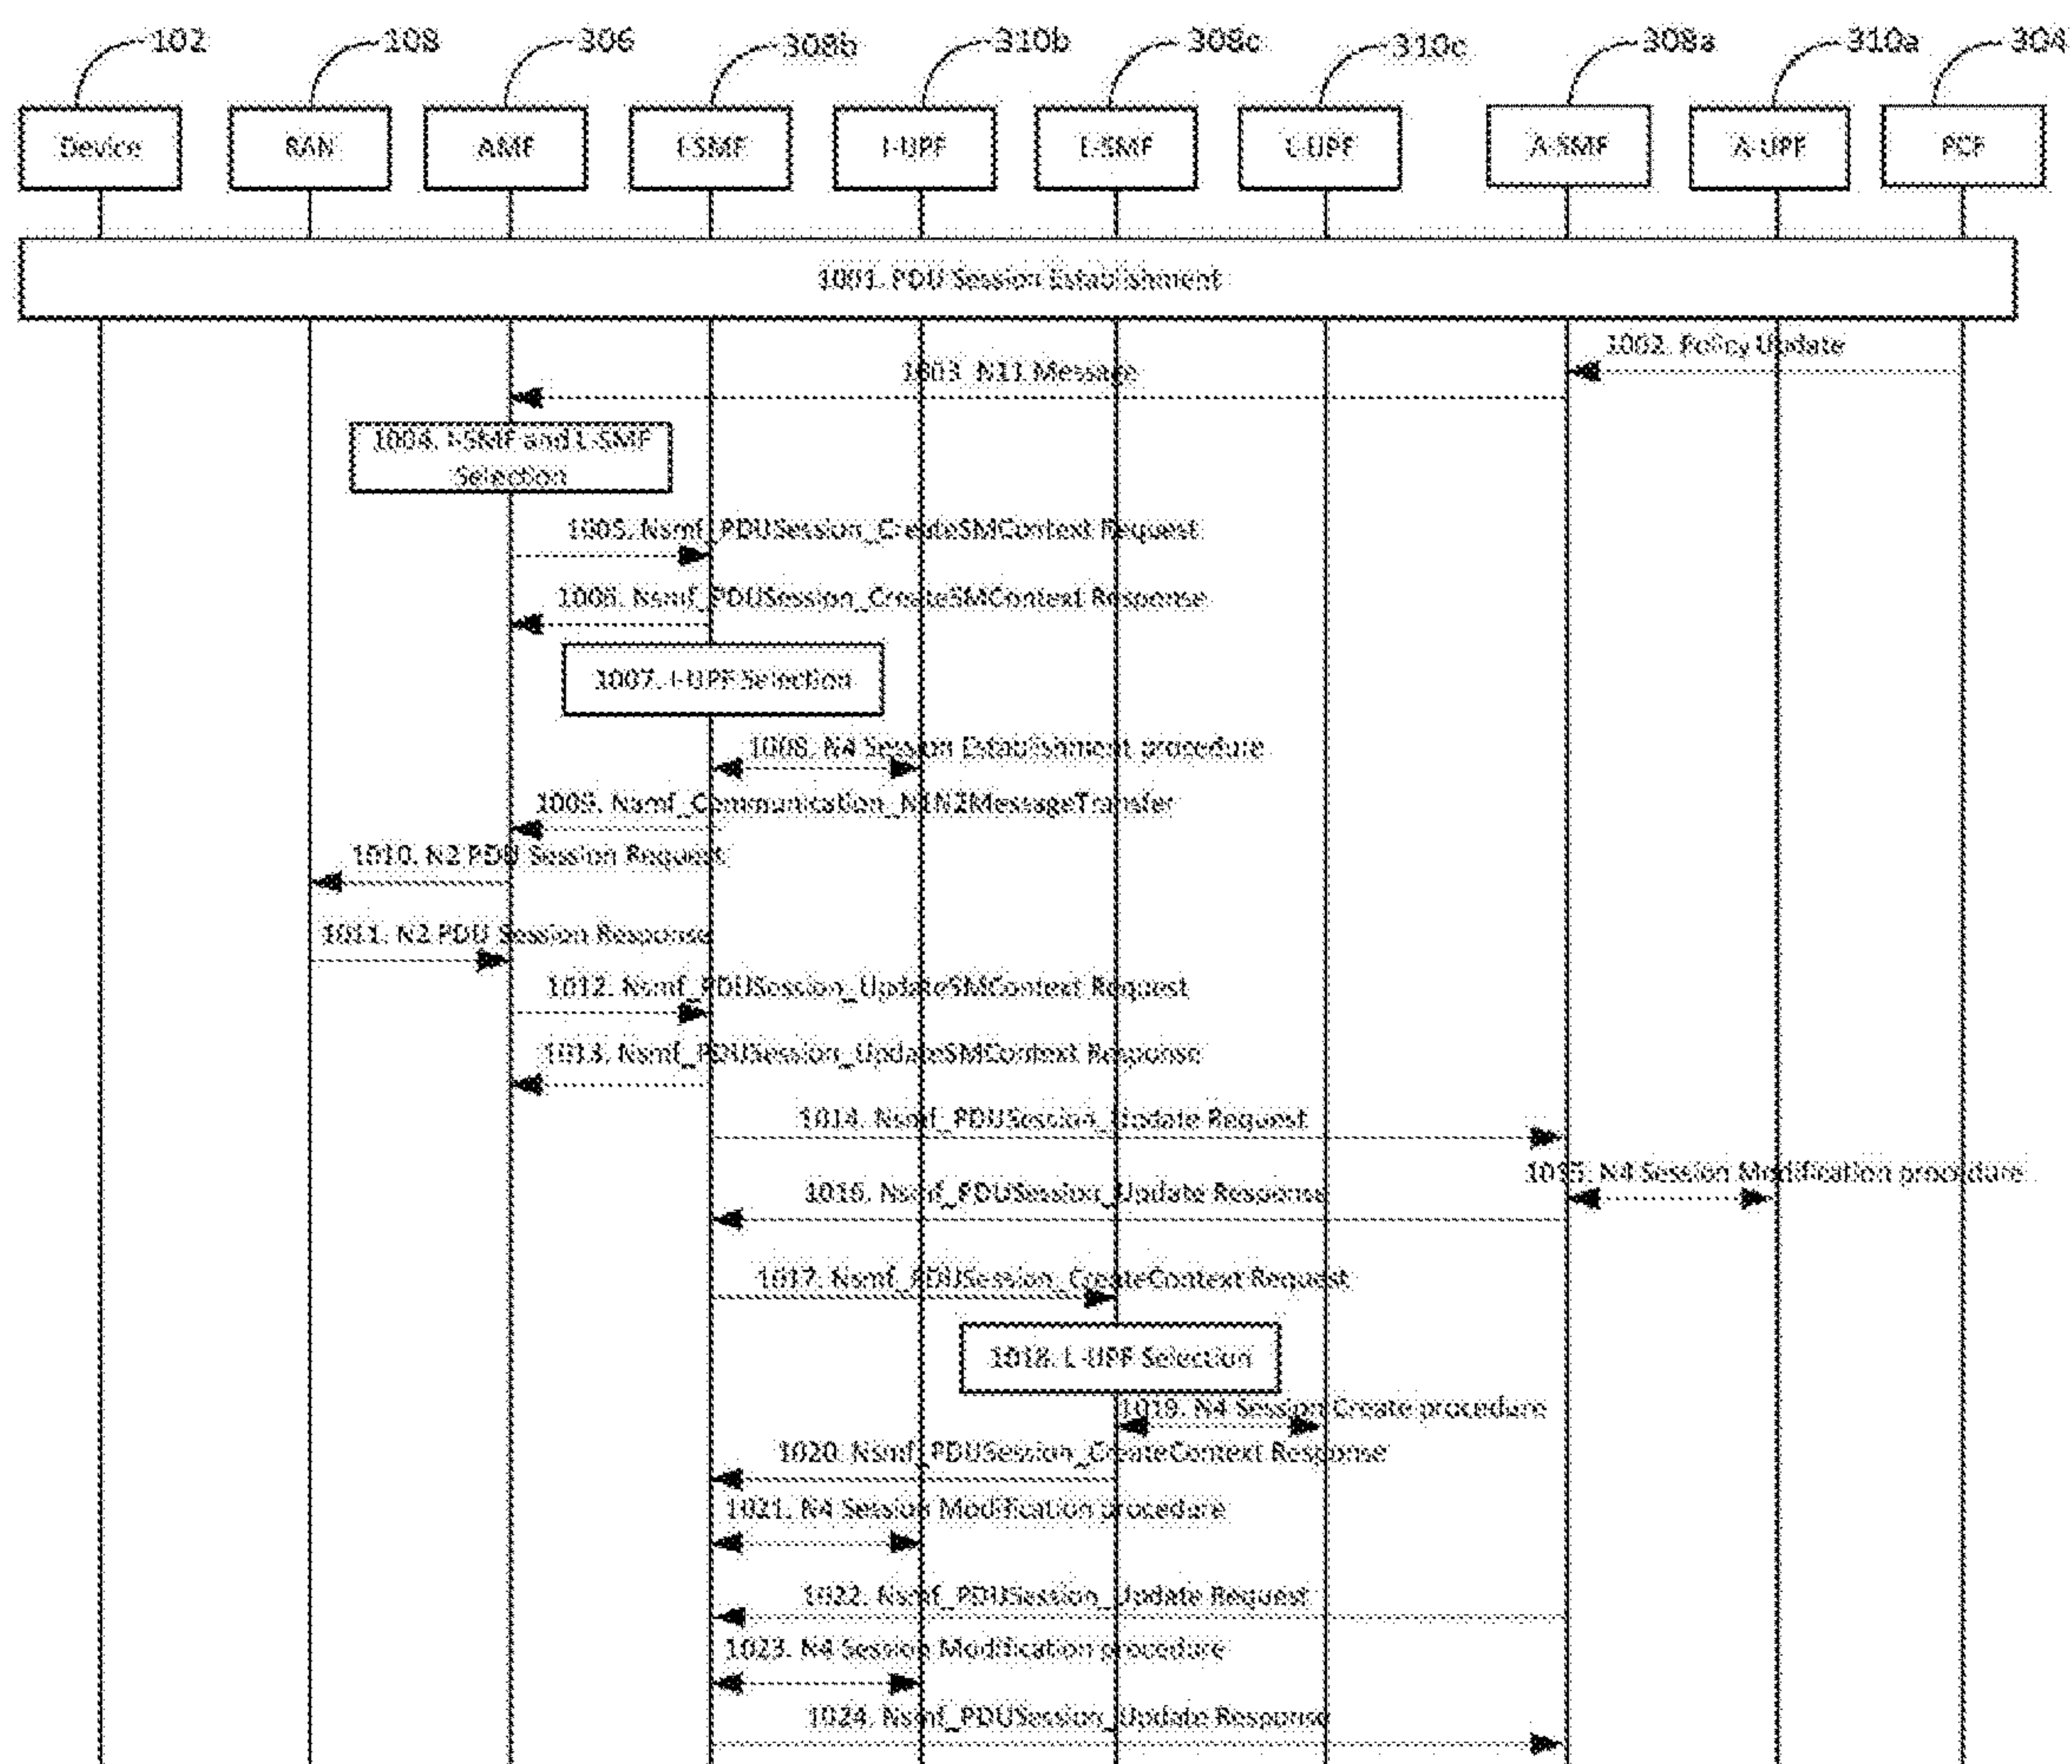 102 108 306 308b 310b 308c 310c 308a 310a 304
Device RAN AMF I-SMF I-UPF L-SMF L-UPF A-SMF A-UPF PCF
1001. PDU Session Establishment
1002. Policy Update
1003. N11 Message
1004. I-SMF and L-SMF
Selection
1005. Nsmf_PDUSession_CreateSMContext Request
1006. Nsmf_PDUSession_CreateSMContext Response
1007. I-UPF Selection
1008. N4 Session Establishment procedure
1009. Namf_Communication_N1N2MessageTransfer
1010. N2 PDU Session Request
1011. N2 PDU Session Response
1012. Nsmf_PDUSession_UpdateSMContext Request
1013. Nsmf_PDUSession_UpdateSMContext Response
1014. Nsmf_PDUSession_Update Request
1015. N4 Session Modification procedure
1016. Nsmf_PDUSession_Update Response
1017. Nsmf_PDUSession_CreateContext Request
1018. L-UPF Selection
1019. N4 Session Create procedure
1020. Nsmf_PDUSession_CreateContext Response
1021. N4 Session Modification procedure
1022. Nsmf_PDUSession_Update Request
1023. N4 Session Modification procedure
1024. Nsmf_PDUSession_Update Response